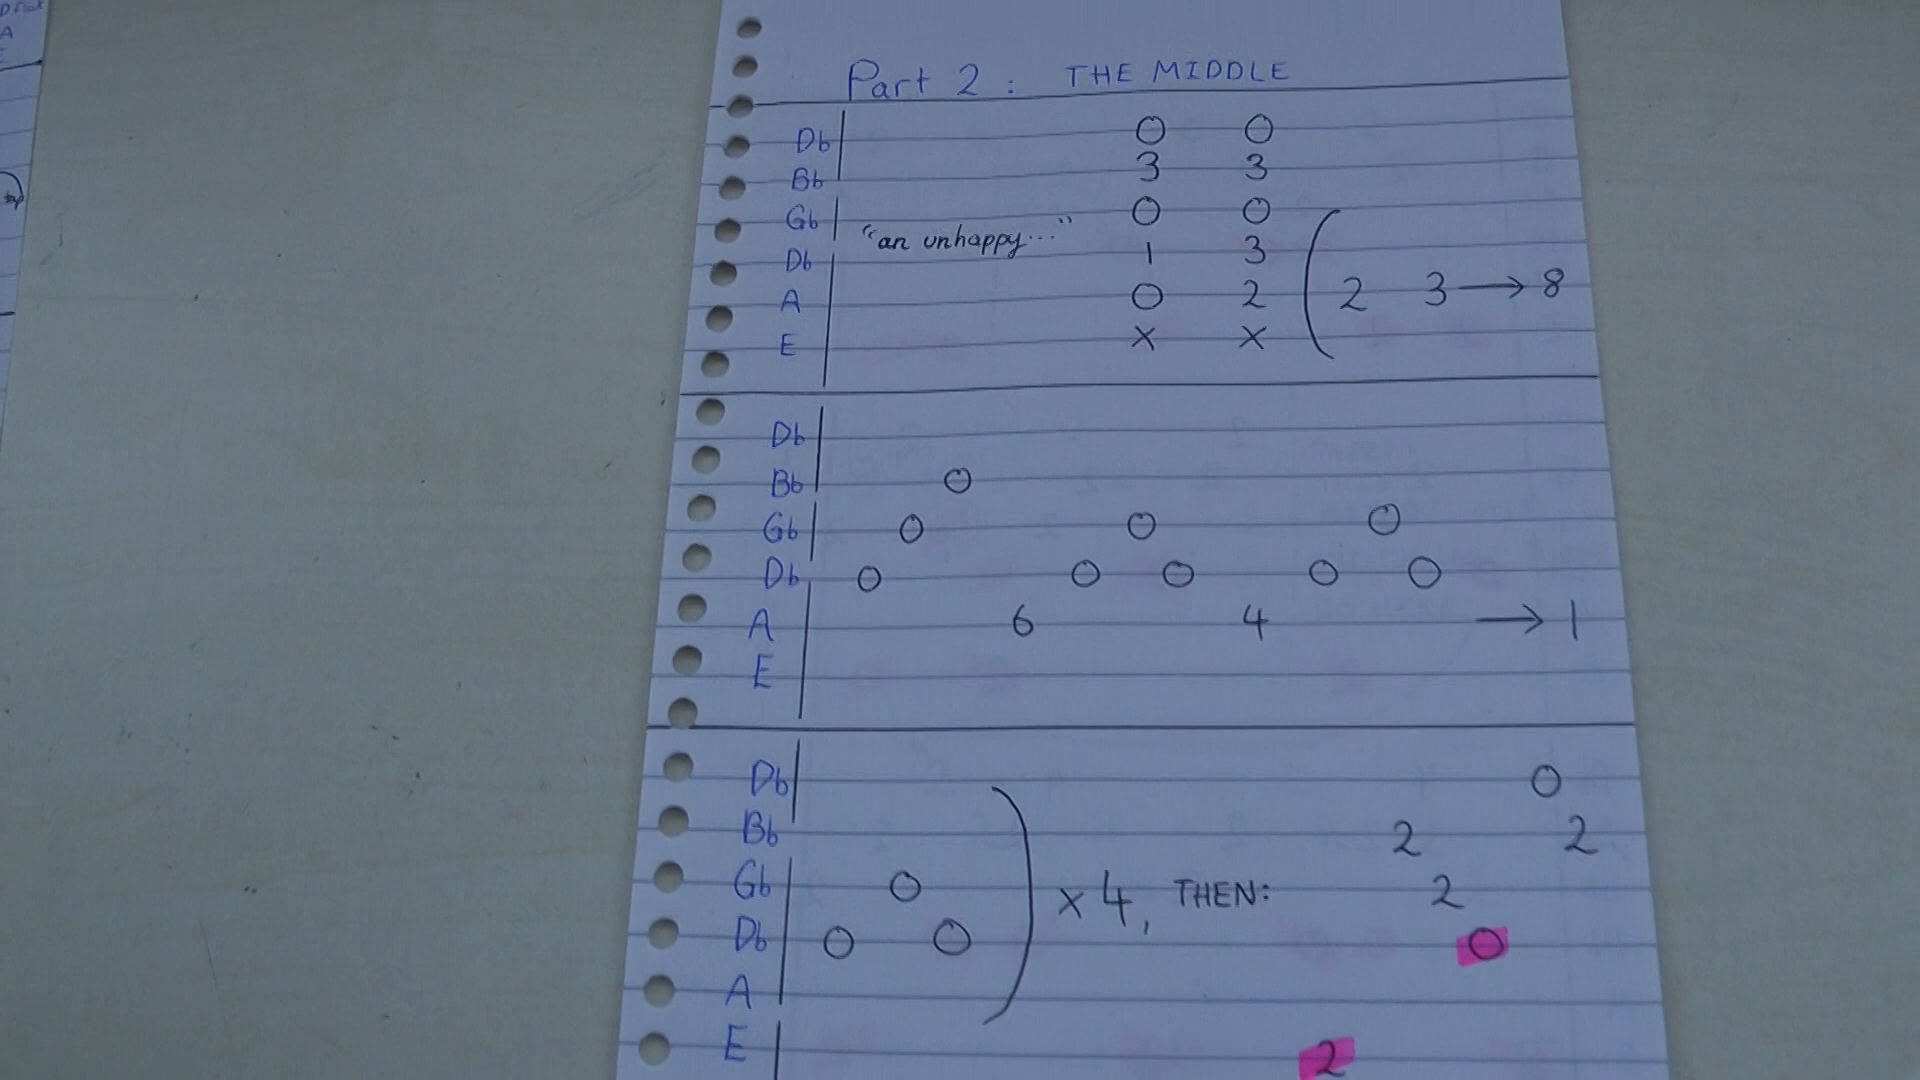 D flat
A
Part 2 : THE MIDDLE
Db O O
Bb 3 3
Gb O O
"an unhappy..."
Db 1 3
A O 2 ( 2 3 → 8
E X X
Db
Bb O
Gb O O O
Db O O O O O
A 6 4 → 1
E
Db O
Bb 2 2
Gb O ) x 4, THEN: 2
Db O O O
A
E 2